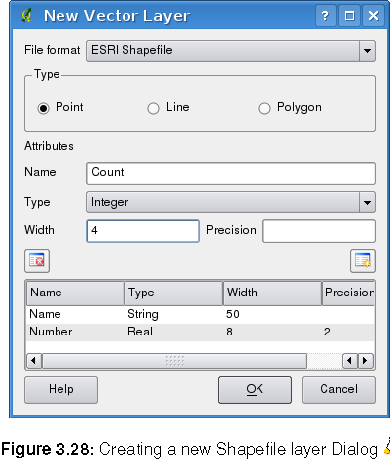 New Vector Layer
File format ESRI Shapefile
Type
Point Line Polygon
Attributes
Name Count
Type Integer
Width 4 Precision
Name Type Width Precision
Name String 50
Number Real 8 2
Help OK Cancel
Figure 3.28: Creating a new Shapefile layer Dialog